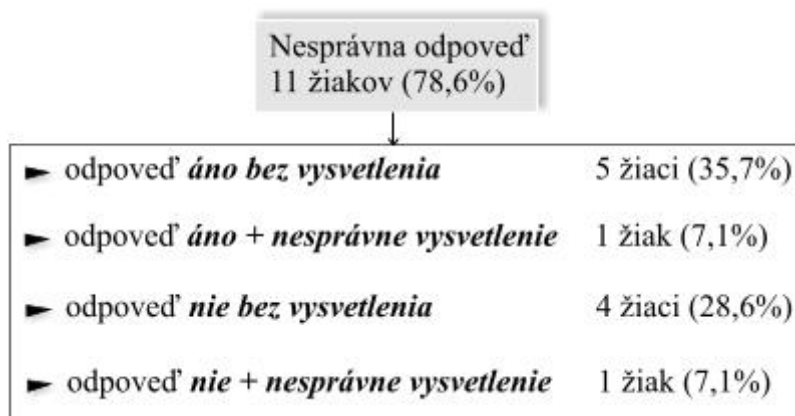 Nesprávna odpoveď
11 žiakov (78,6%)
► odpoveď áno bez vysvetlenia 5 žiaci (35,7%)
► odpoveď áno + nesprávne vysvetlenie 1 žiak (7,1%)
► odpoveď nie bez vysvetlenia 4 žiaci (28,6%)
► odpoveď nie + nesprávne vysvetlenie 1 žiak (7,1%)